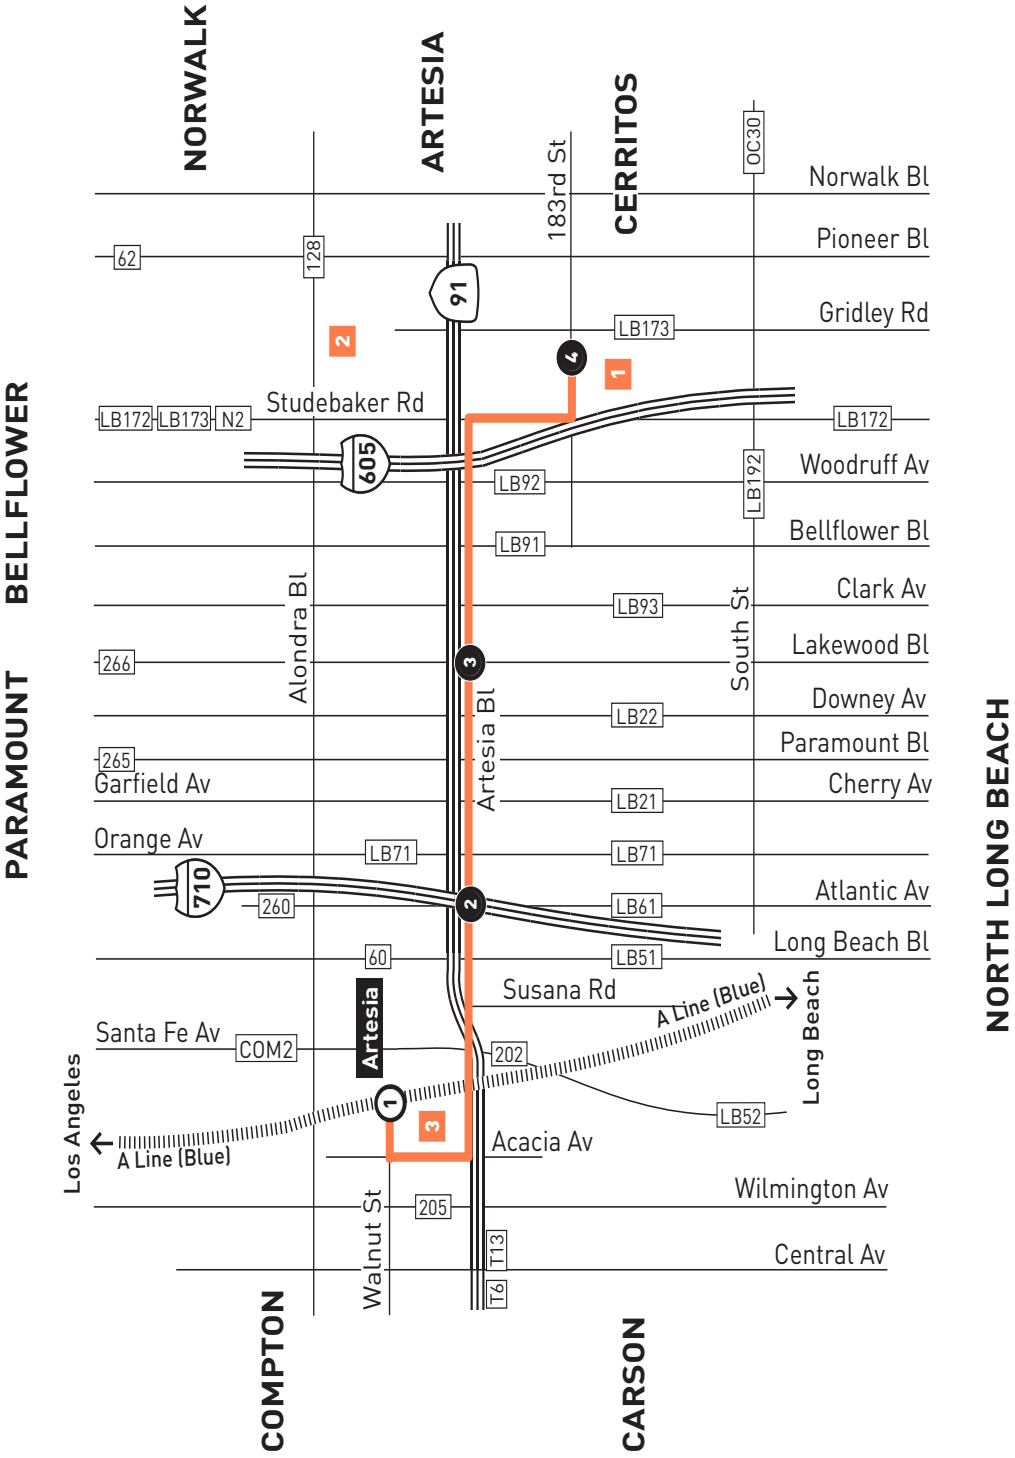 NORWALK
ARTESIA
CERRITOS
BELLFLOWER
PARAMOUNT
NORTH LONG BEACH
COMPTON
CARSON
183rd St
OC30
Norwalk Bl
Pioneer Bl
62
128
91
Gridley Rd
LB173
2
4
1
Studebaker Rd
LB172
LB173
N2
LB172
605
Woodruff Av
LB92
LB192
Bellflower Bl
LB91
Alondra Bl
Clark Av
LB93
South St
Lakewood Bl
266
3
Artesia Bl
Downey Av
LB22
Paramount Bl
265
Garfield Av
Cherry Av
LB21
Orange Av
LB71
LB71
710
Atlantic Av
260
2
LB61
Long Beach Bl
60
LB51
Susana Rd
A Line (Blue)
Long Beach
Artesia
Santa Fe Av
COM2
202
Los Angeles
A Line (Blue)
1
3
LB52
Acacia Av
Wilmington Av
Walnut St
205
T13
Central Av
T6